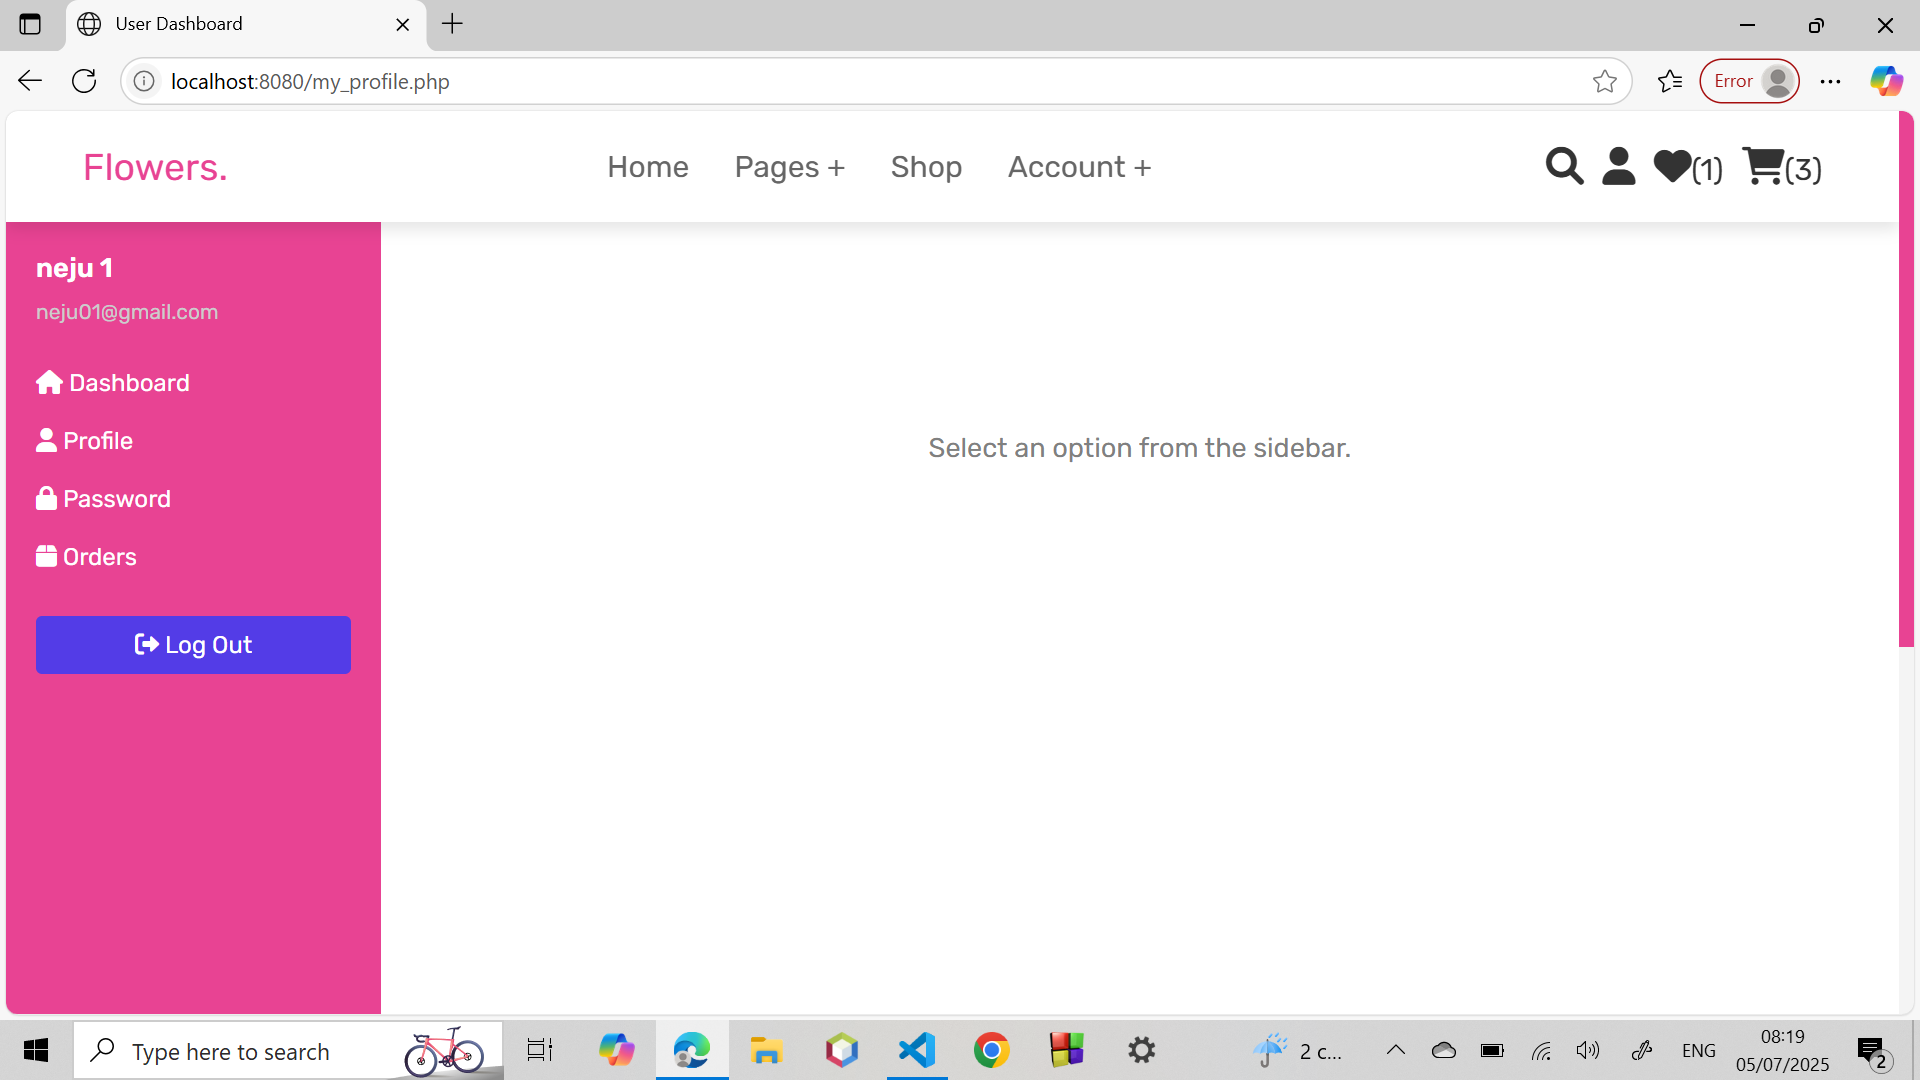 User Dashboard
localhost:8080/my_profile.php
Error
Flowers.
Home Pages + Shop Account +
(1) (3)
neju 1
neju01@gmail.com
Dashboard
Profile
Password
Orders
Log Out
Select an option from the sidebar.
Type here to search
2 c...
ENG
08:19
05/07/2025
2